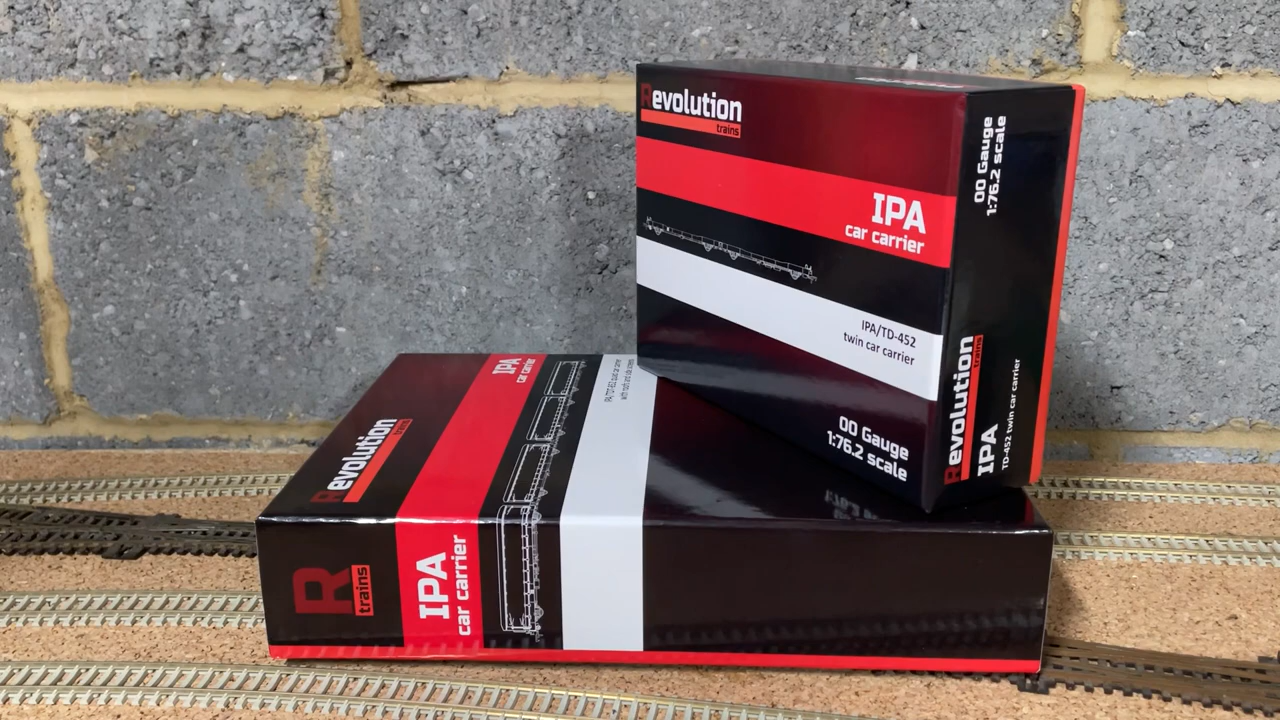 Revolution
trains
IPA
car carrier
IPA/TD-452
twin car carrier
00 Gauge
1:76.2 scale
00 Gauge
1:76.2 scale
Revolution
trains
IPA
TD-452 twin car carrier
Revolution
trains
IPA
car carrier
R
trains
IPA
car carrier